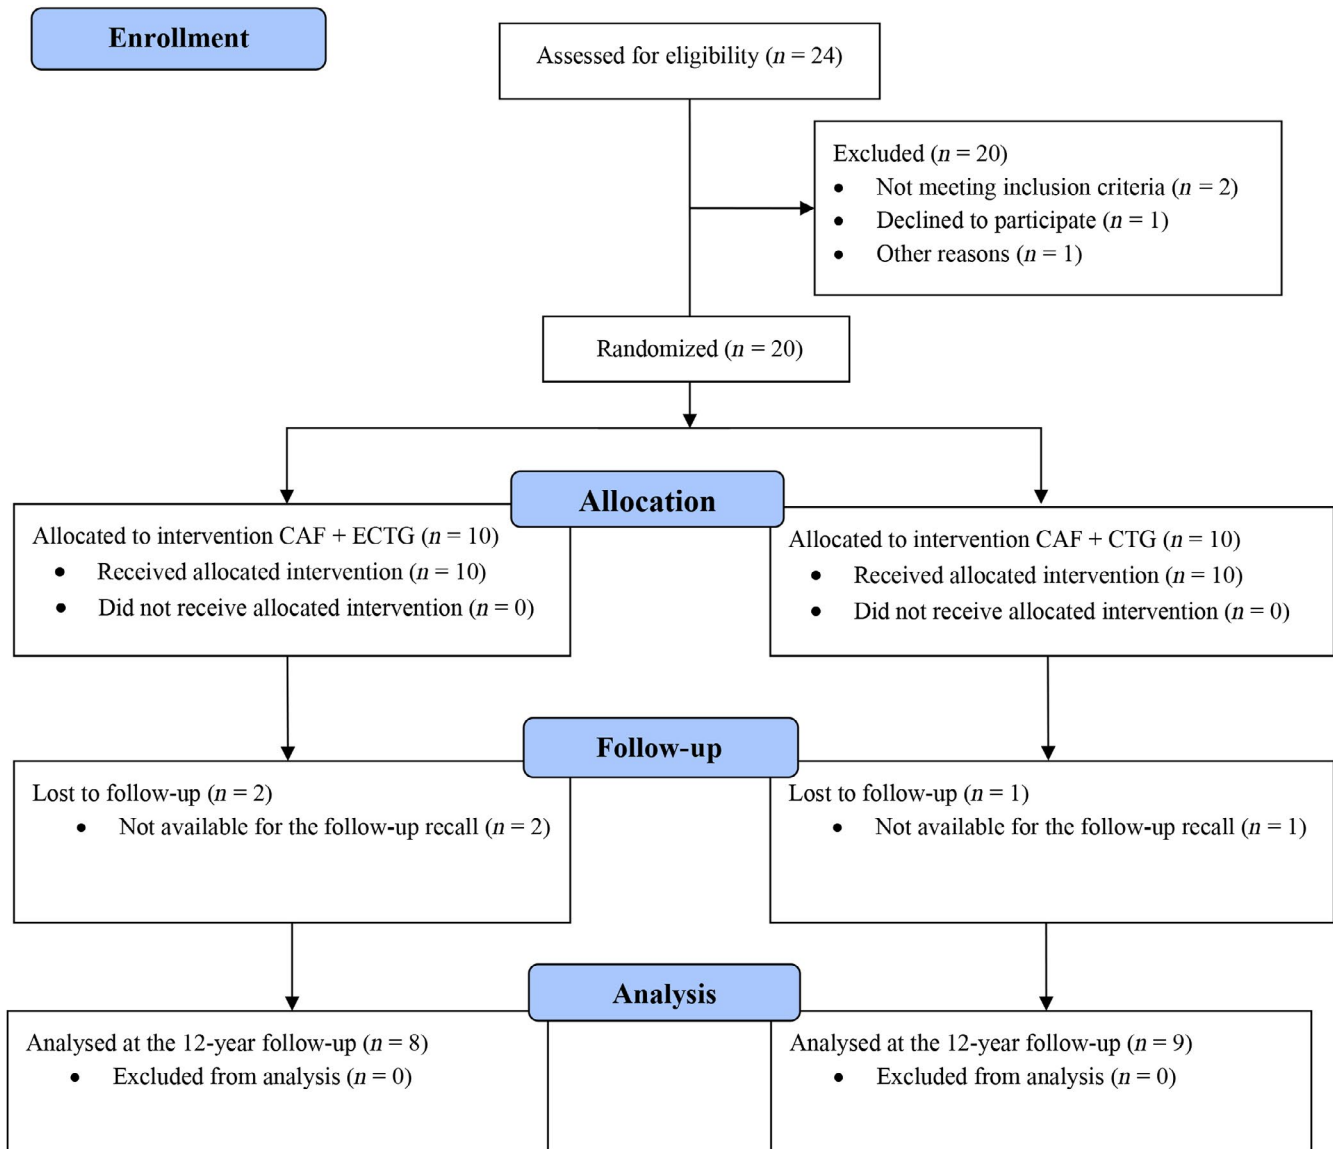 Enrollment
Assessed for eligibility (n = 24)
Excluded (n = 20)
• Not meeting inclusion criteria (n = 2)
• Declined to participate (n = 1)
• Other reasons (n = 1)
Randomized (n = 20)
Allocation
Allocated to intervention CAF + ECTG (n = 10)
• Received allocated intervention (n = 10)
• Did not receive allocated intervention (n = 0)
Allocated to intervention CAF + CTG (n = 10)
• Received allocated intervention (n = 10)
• Did not receive allocated intervention (n = 0)
Follow-up
Lost to follow-up (n = 2)
• Not available for the follow-up recall (n = 2)
Lost to follow-up (n = 1)
• Not available for the follow-up recall (n = 1)
Analysis
Analysed at the 12-year follow-up (n = 8)
• Excluded from analysis (n = 0)
Analysed at the 12-year follow-up (n = 9)
• Excluded from analysis (n = 0)